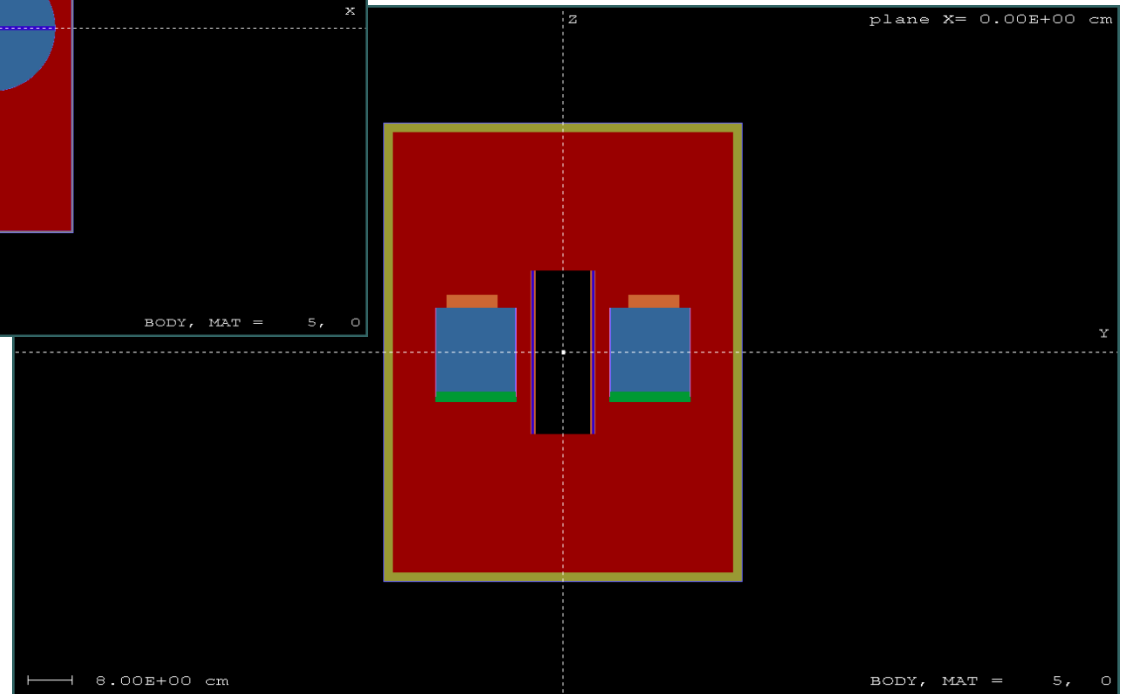 X
Z
plane X= 0.00E+00 cm
BODY, MAT = 5, 0
Y
8.00E+00 cm
BODY, MAT = 5, 0